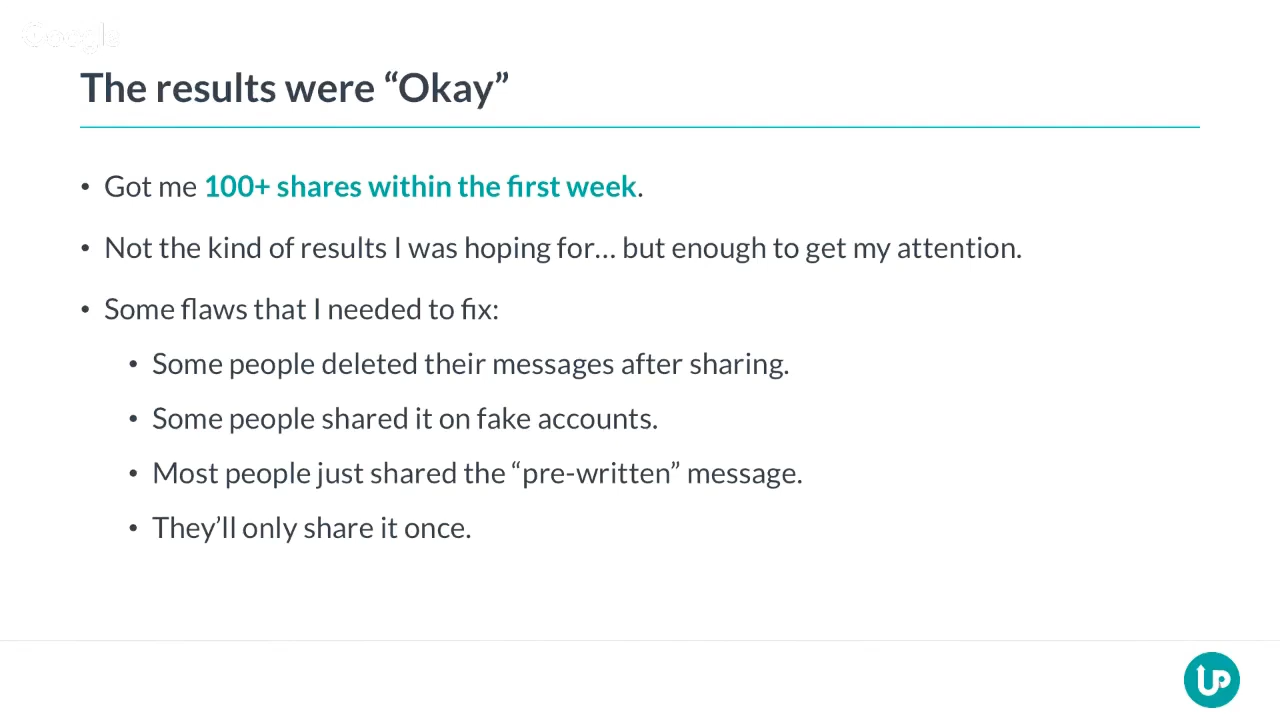 Google
The results were “Okay”
• Got me 100+ shares within the first week.
• Not the kind of results I was hoping for… but enough to get my attention.
• Some flaws that I needed to fix:
• Some people deleted their messages after sharing.
• Some people shared it on fake accounts.
• Most people just shared the “pre-written” message.
• They’ll only share it once.
UP